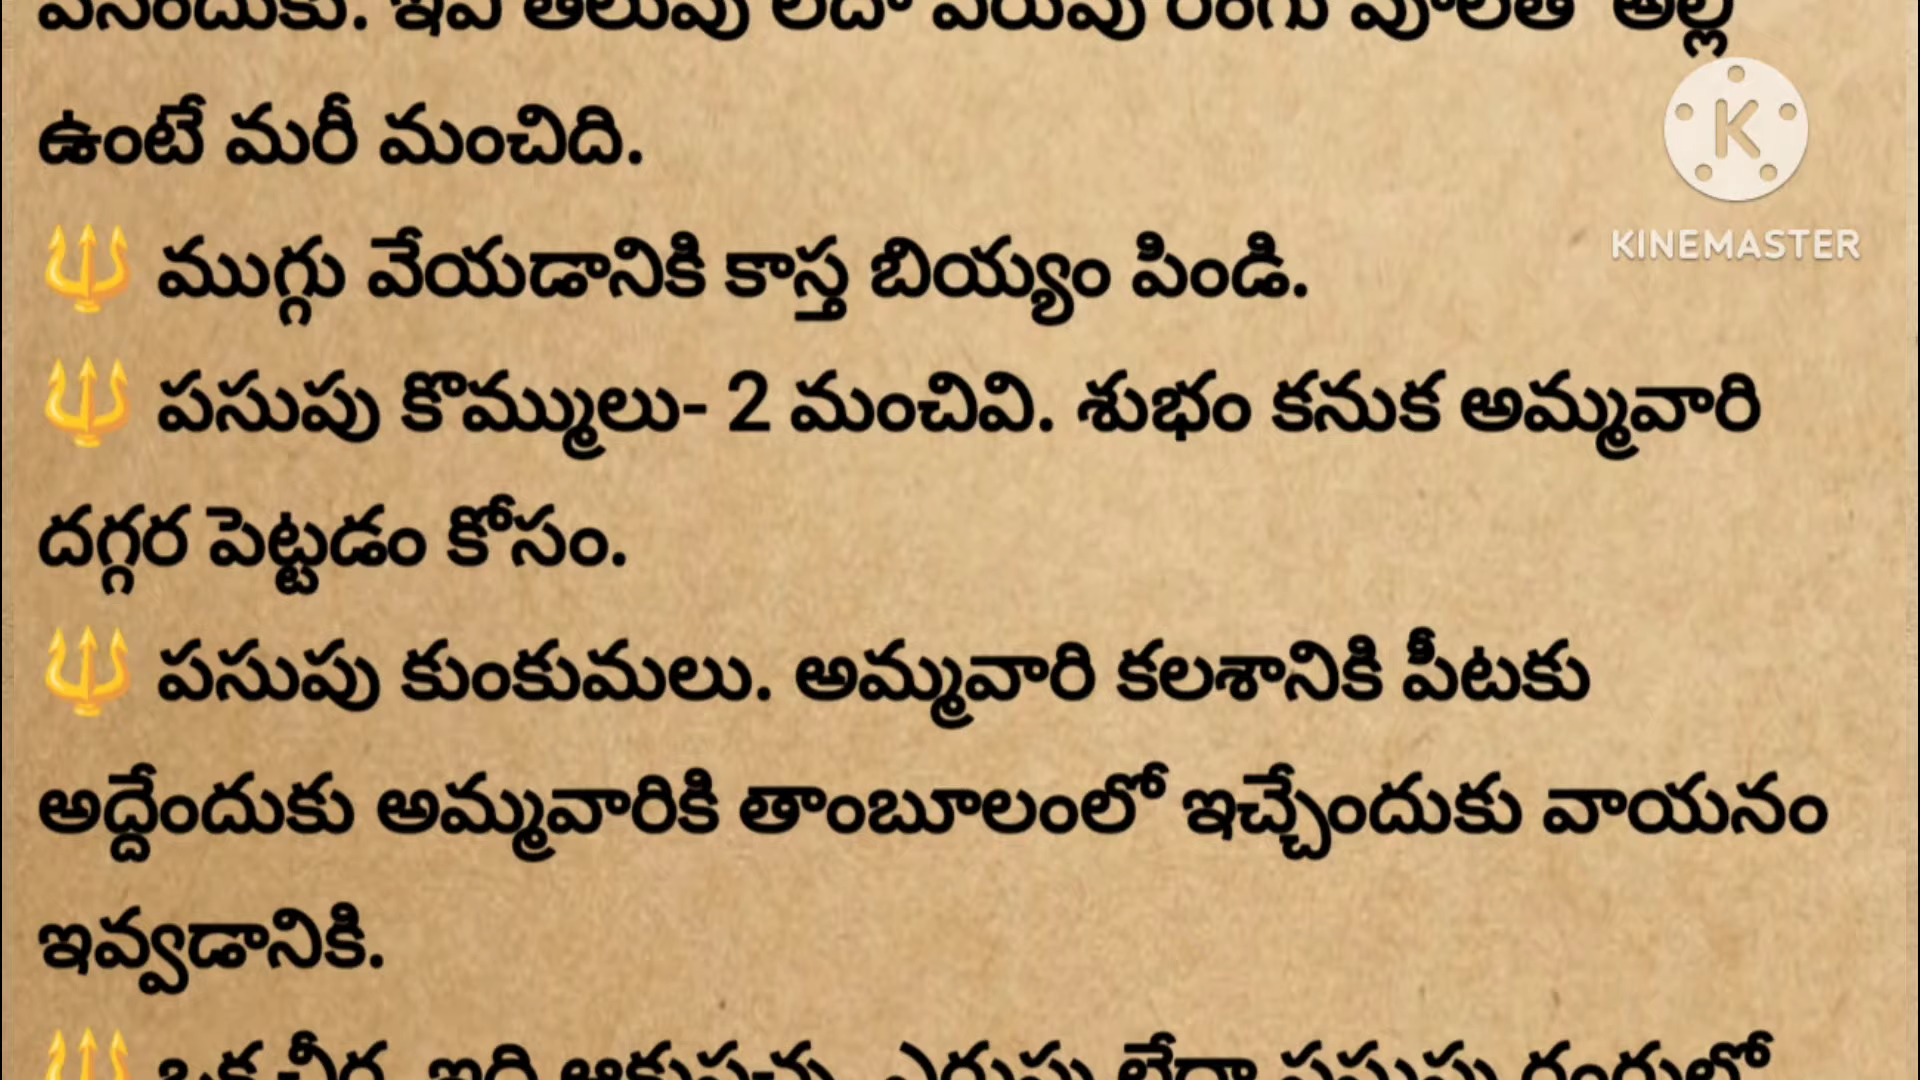 ఉంటే మరీ మంచిది.
🔱 ముగ్గు వేయడానికి కాస్త బియ్యం పిండి.
🔱 పసుపు కొమ్ములు- 2 మంచివి. శుభం కనుక అమ్మవారి
దగ్గర పెట్టడం కోసం.
🔱 పసుపు కుంకుమలు. అమ్మవారి కలశానికి పీటకు
అద్దేందుకు అమ్మవారికి తాంబూలంలో ఇచ్చేందుకు వాయనం
ఇవ్వడానికి.
K
KINEMASTER